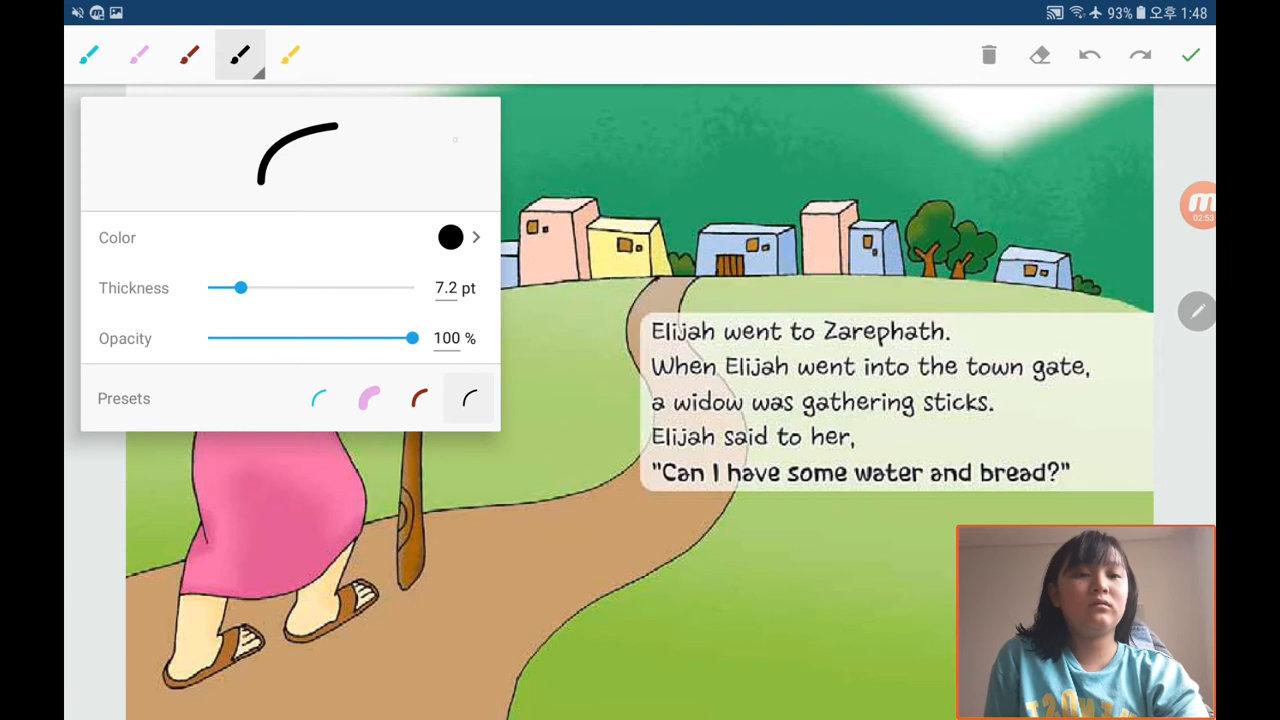 93% 오후 1:48
Color
Thickness 7.2 pt
Opacity 100 %
Presets
Elijah went to Zarephath.
When Elijah went into the town gate,
a widow was gathering sticks.
Elijah said to her,
"Can I have some water and bread?"
02:53